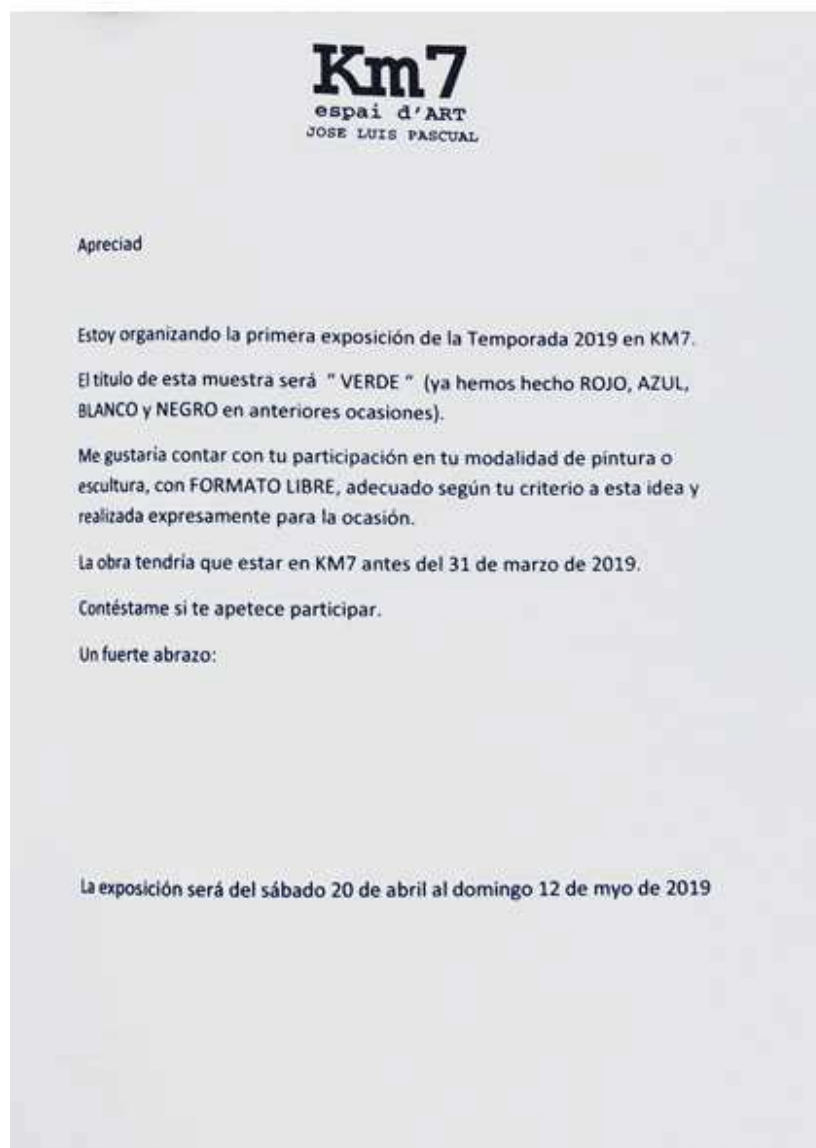 Km7
espai d'ART
JOSE LUIS PASCUAL
Apreciad
Estoy organizando la primera exposición de la Temporada 2019 en KM7.
El titulo de esta muestra será " VERDE " (ya hemos hecho ROJO, AZUL,
BLANCO y NEGRO en anteriores ocasiones).
Me gustaría contar con tu participación en tu modalidad de pintura o
escultura, con FORMATO LIBRE, adecuado según tu criterio a esta idea y
realizada expresamente para la ocasión.
La obra tendría que estar en KM7 antes del 31 de marzo de 2019.
Contéstame si te apetece participar.
Un fuerte abrazo:
La exposición será del sábado 20 de abril al domingo 12 de myo de 2019